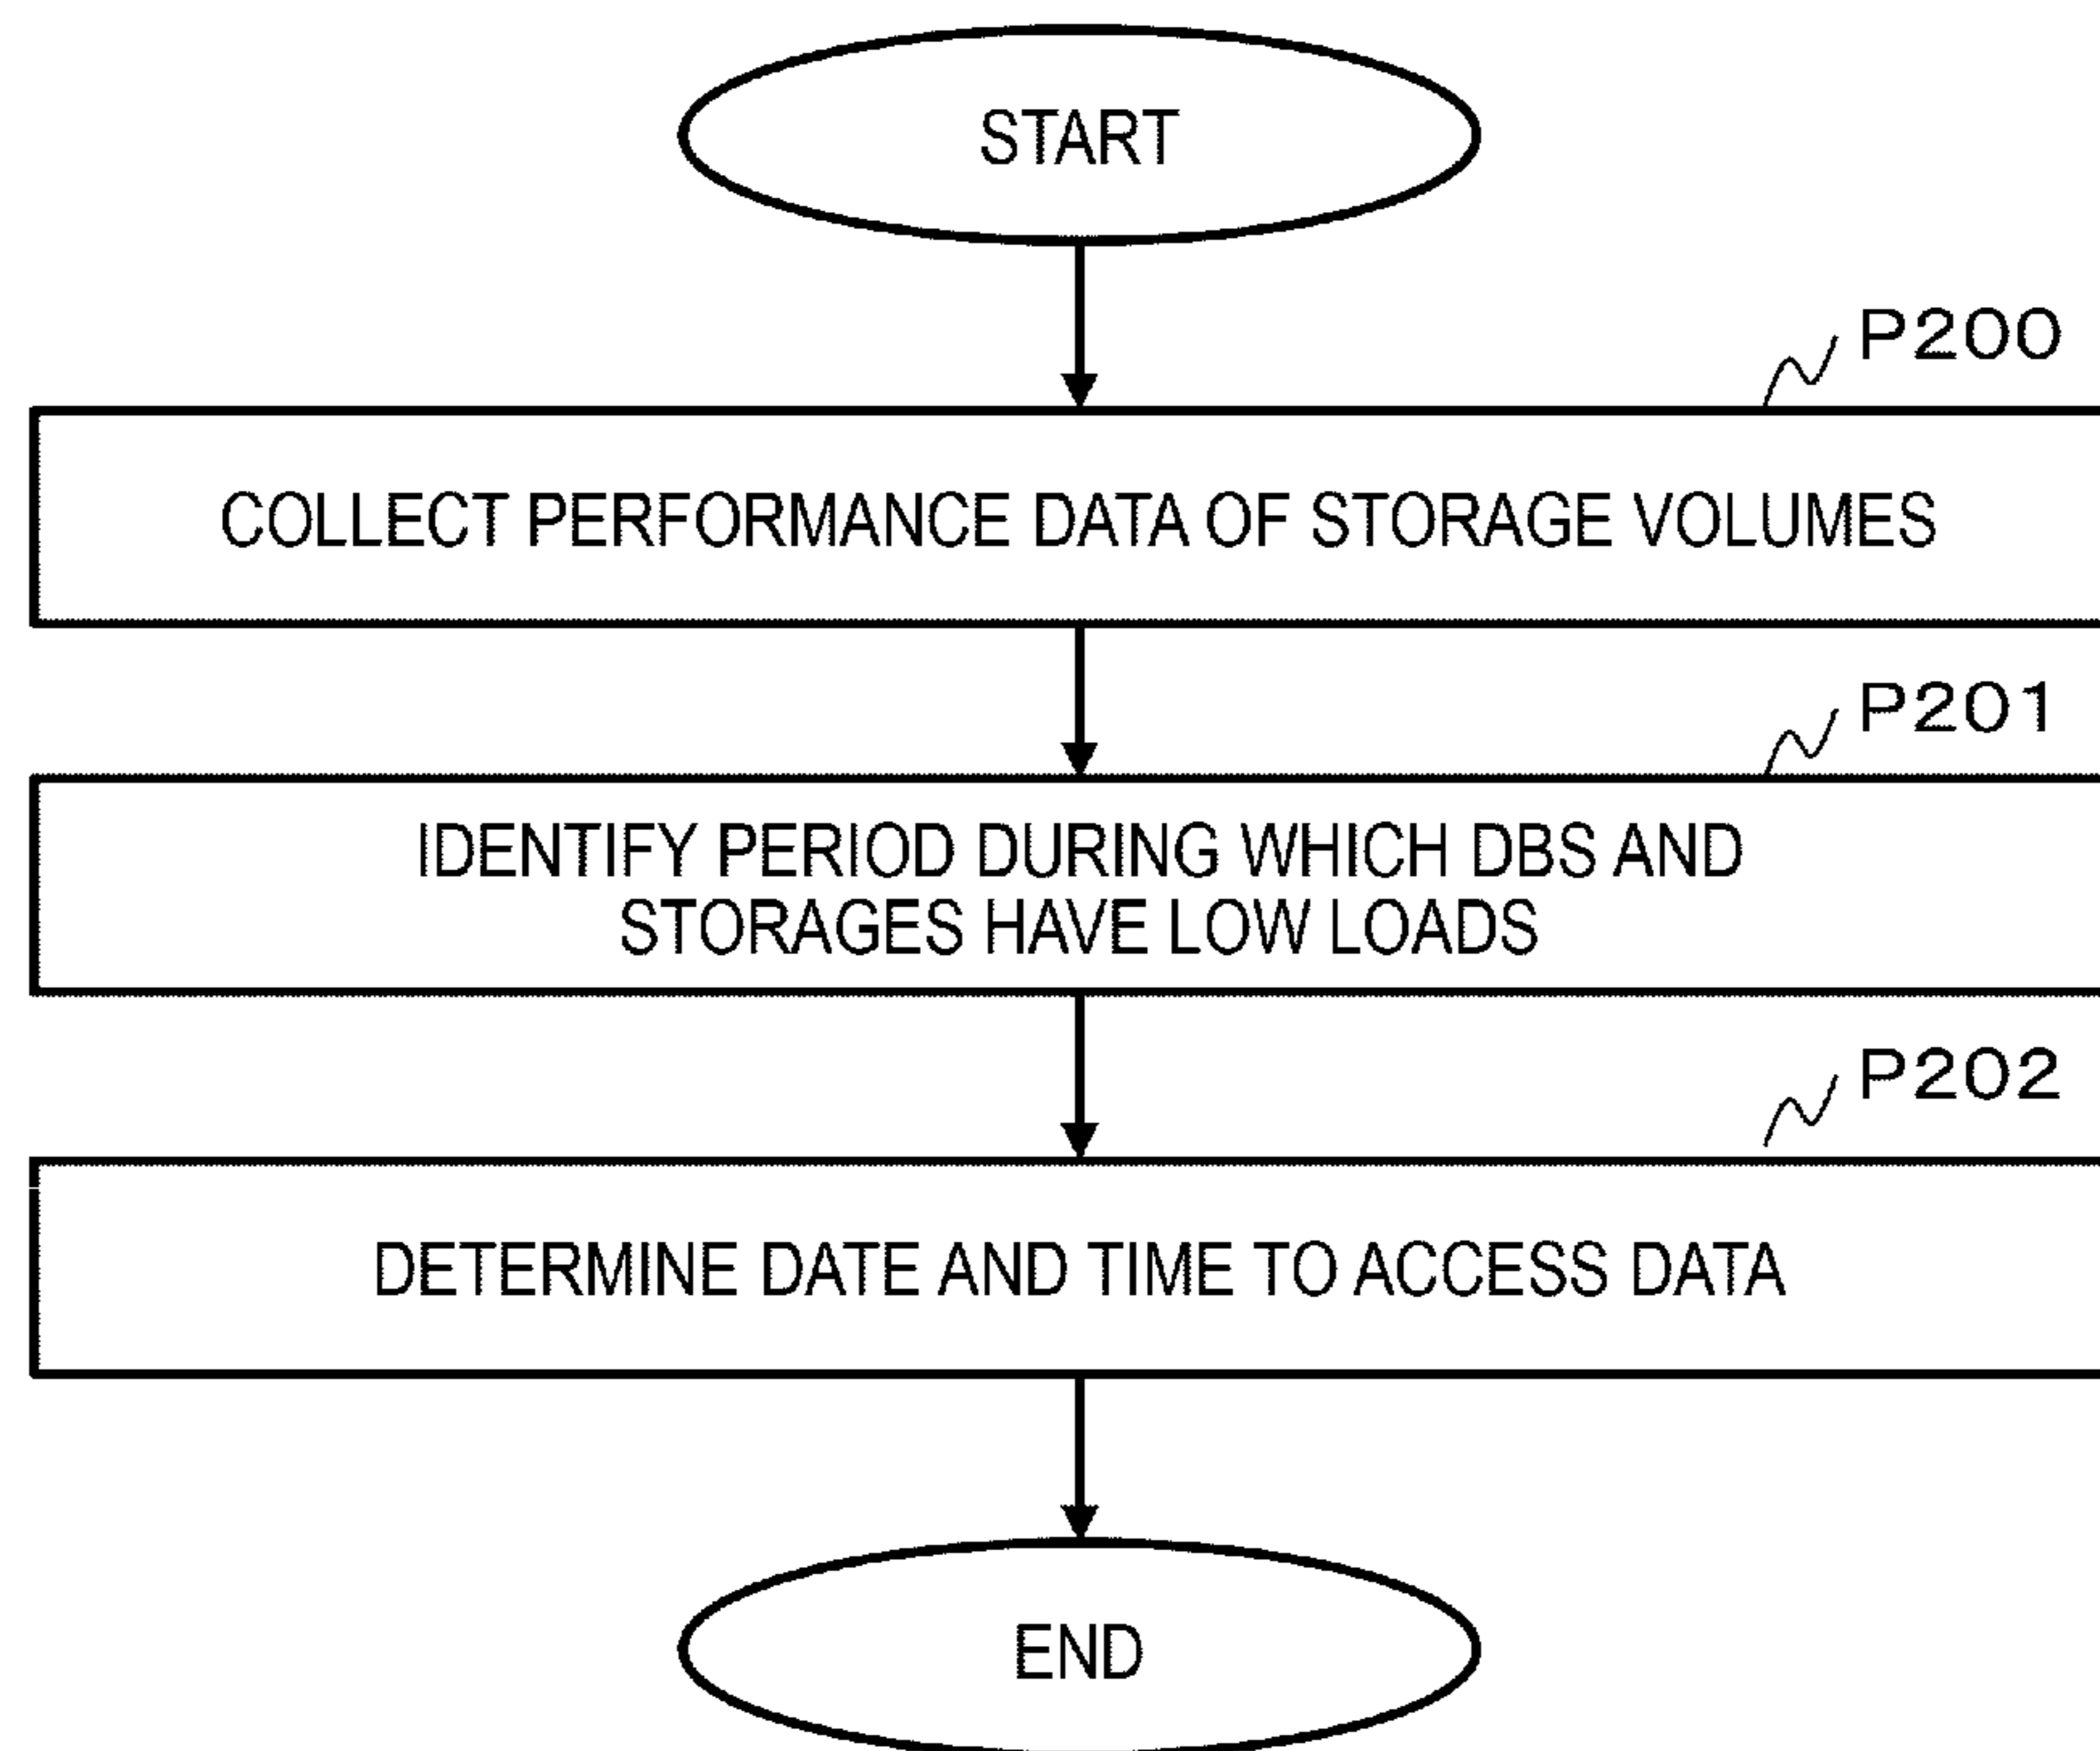 START
P200
COLLECT PERFORMANCE DATA OF STORAGE VOLUMES
P201
IDENTIFY PERIOD DURING WHICH DBS AND
STORAGES HAVE LOW LOADS
P202
DETERMINE DATE AND TIME TO ACCESS DATA
END